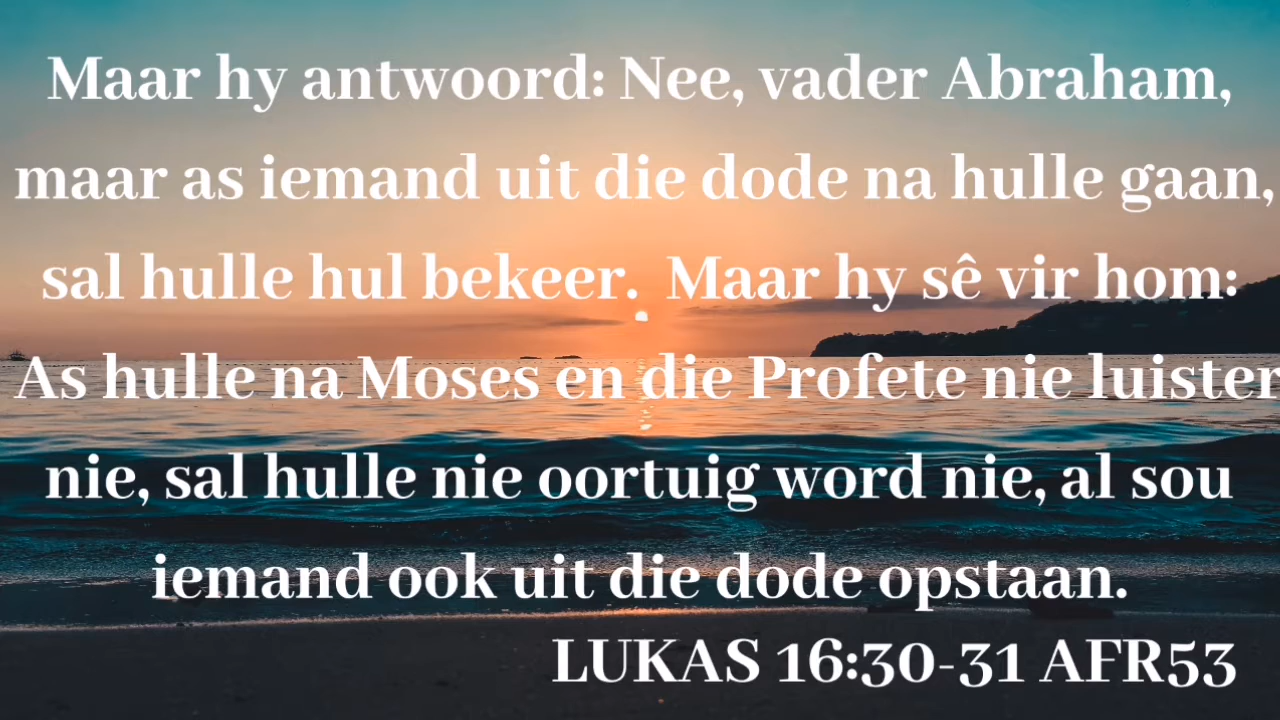 Maar hy antwoord: Nee, vader Abraham,
maar as iemand uit die dode na hulle gaan,
sal hulle hul bekeer. Maar hy sê vir hom:
As hulle na Moses en die Profete nie luister
nie, sal hulle nie oortuig word nie, al sou
iemand ook uit die dode opstaan.
LUKAS 16:30-31 AFR53